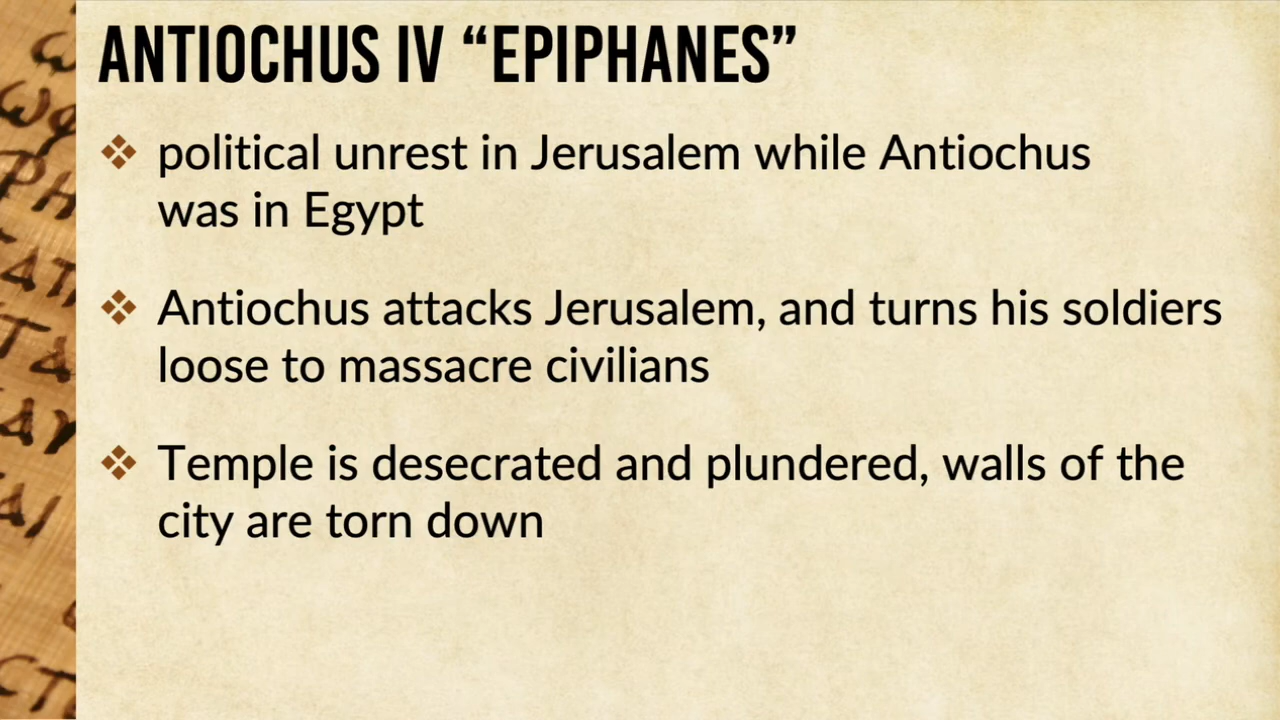 ANTIOCHUS IV “EPIPHANES”
❖ political unrest in Jerusalem while Antiochus
was in Egypt
❖ Antiochus attacks Jerusalem, and turns his soldiers
loose to massacre civilians
❖ Temple is desecrated and plundered, walls of the
city are torn down